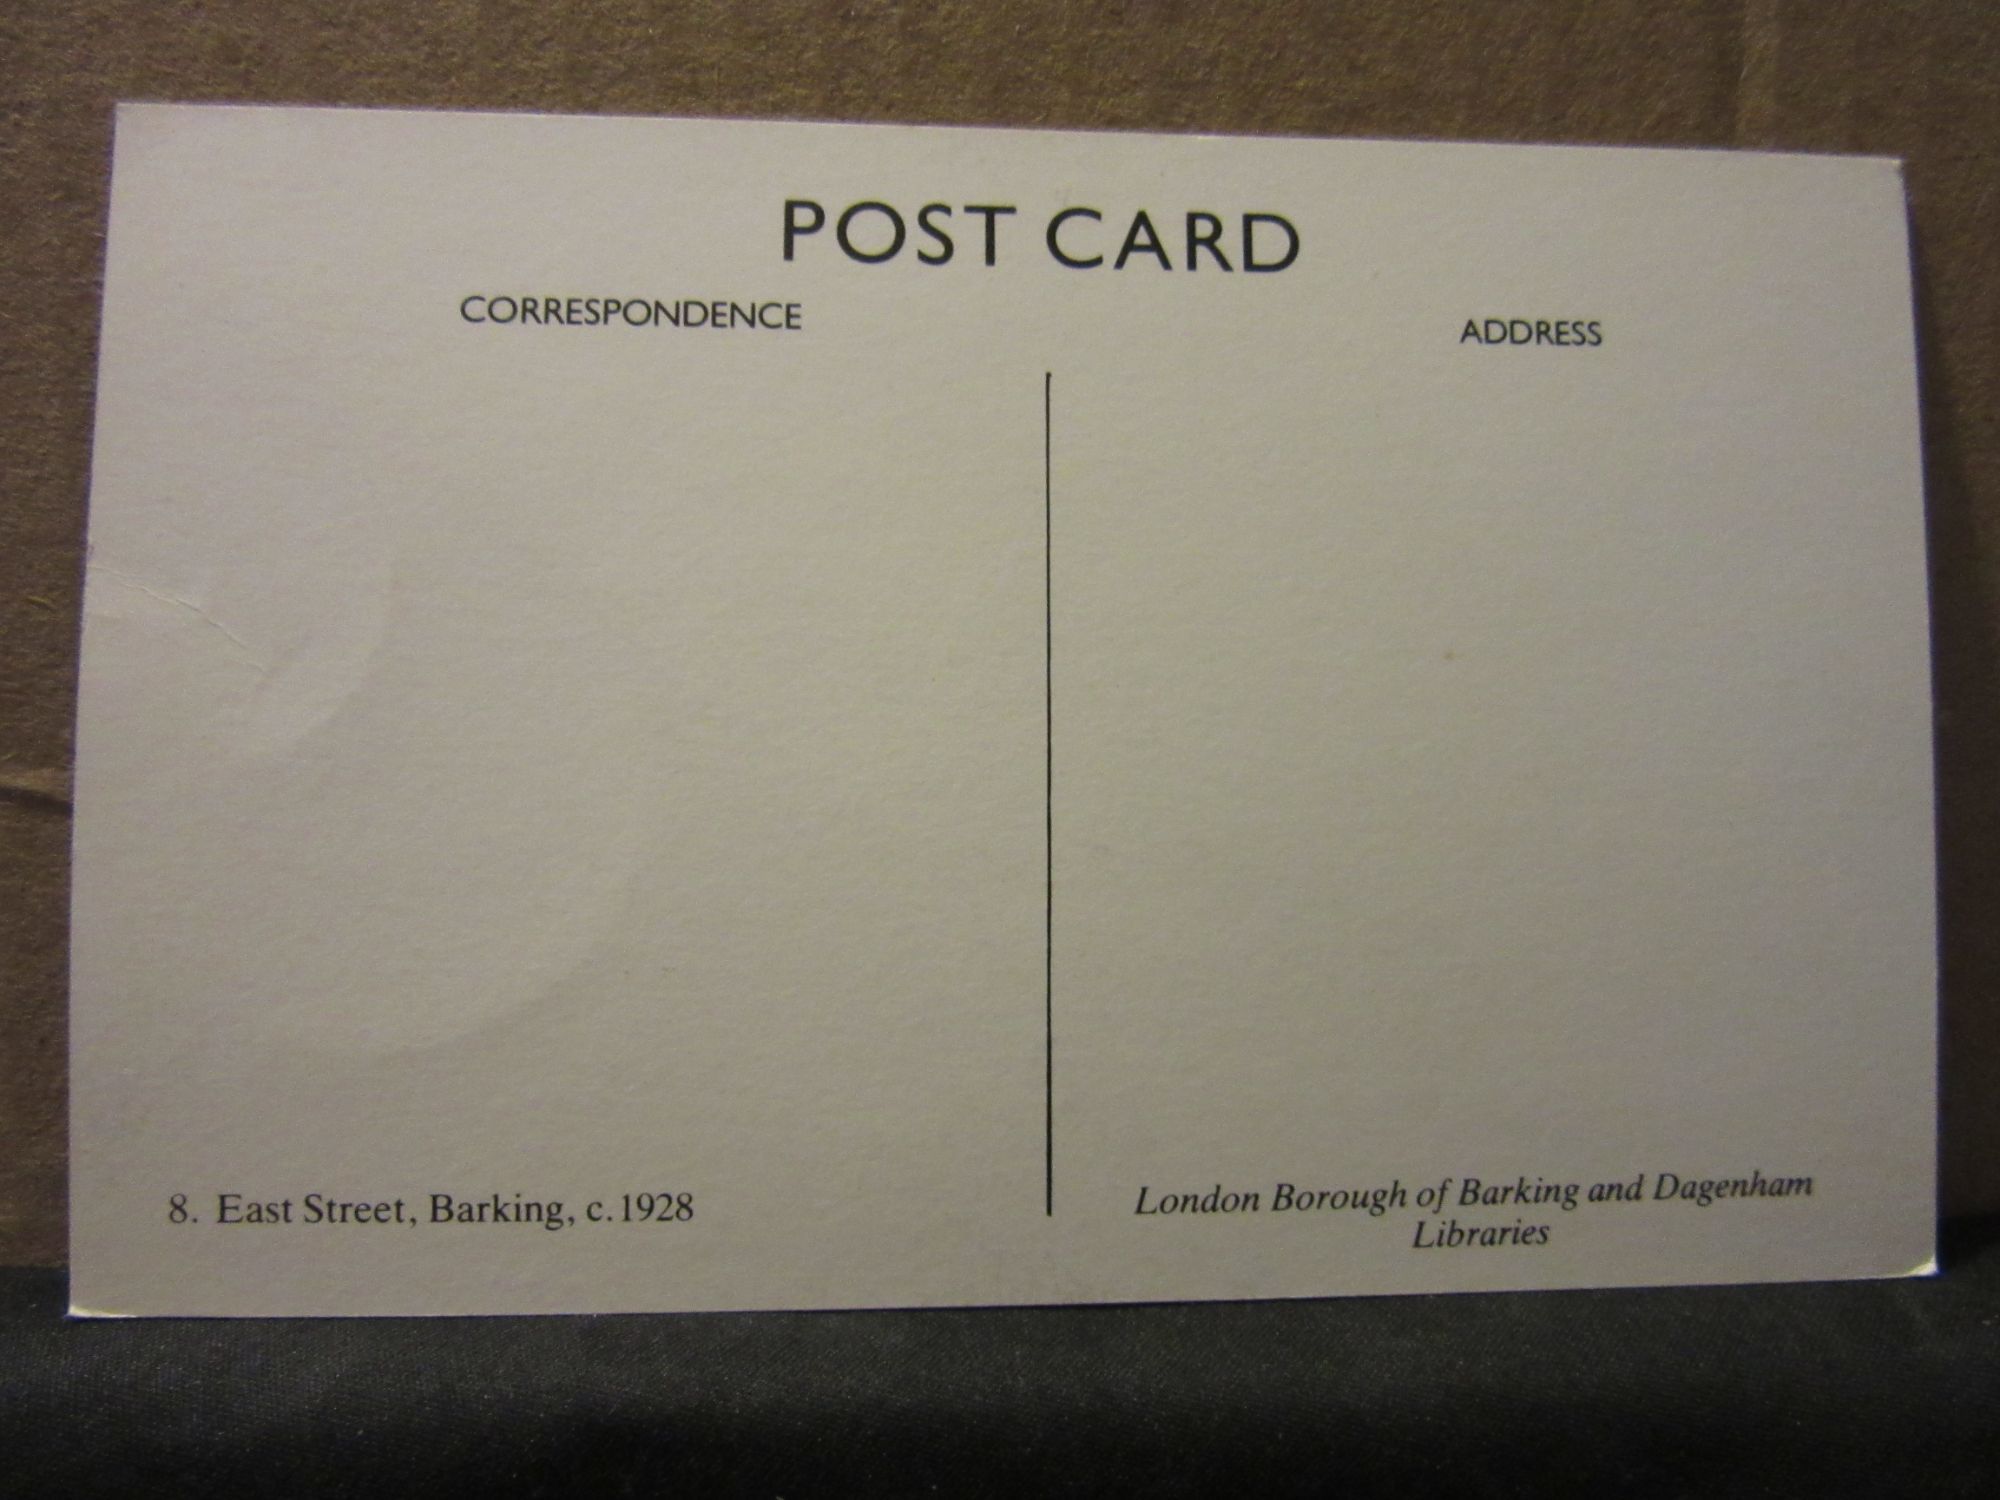 POST CARD
CORRESPONDENCE
ADDRESS
8. East Street, Barking, c.1928
London Borough of Barking and Dagenham
Libraries